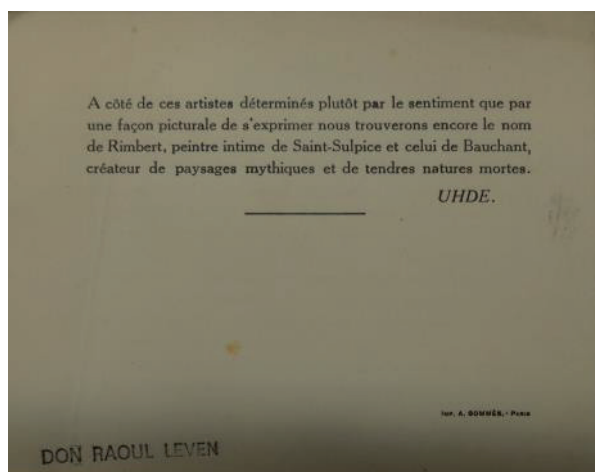 A côté de ces artistes déterminés plutôt par le sentiment que par
une façon picturale de s'exprimer nous trouverons encore le nom
de Rimbert, peintre intime de Saint-Sulpice et celui de Bauchant,
créateur de paysages mythiques et de tendres natures mortes.
UHDE.
Imp. A. SOMMÉR, - PARIS
DON RAOUL LEVEN